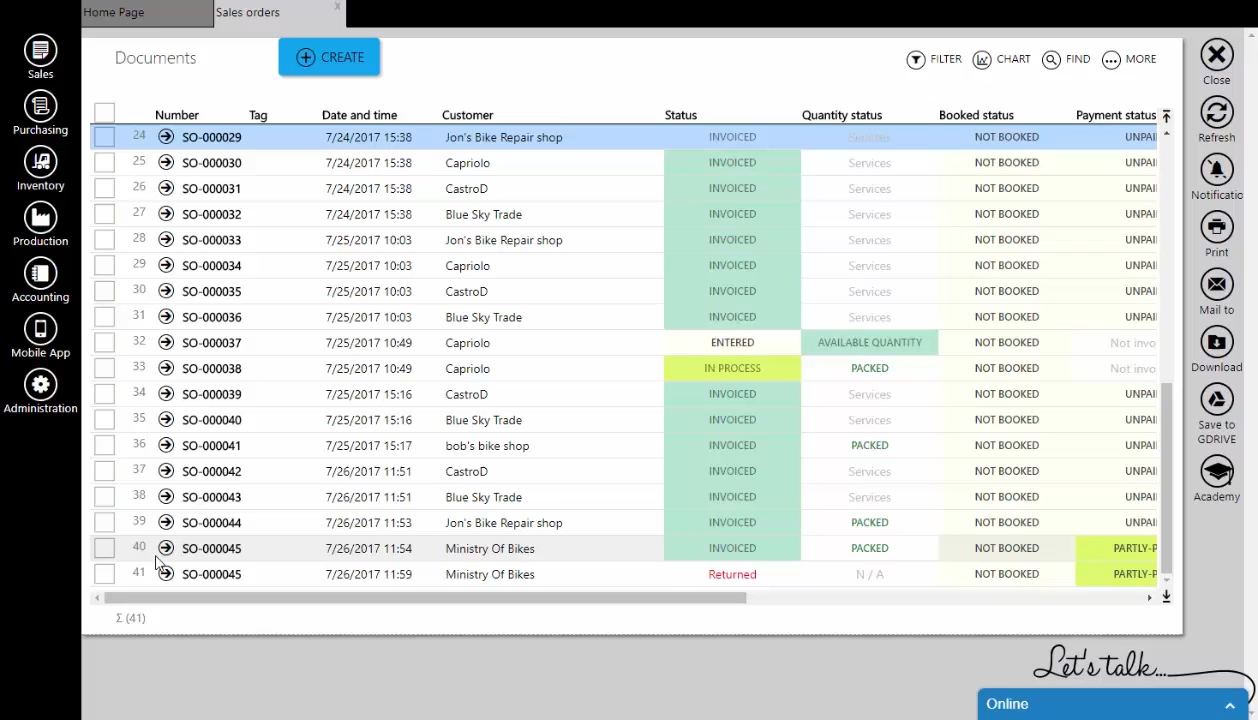 Home Page
Sales orders
x
Sales
Purchasing
Inventory
Production
Accounting
Mobile App
Administration
Documents
CREATE
FILTER
CHART
FIND
MORE
Number Tag Date and time Customer Status Quantity status Booked status Payment status
24 SO-000029 7/24/2017 15:38 Jon's Bike Repair shop INVOICED Services NOT BOOKED UNPAI
25 SO-000030 7/24/2017 15:38 Capriolo INVOICED Services NOT BOOKED UNPAI
26 SO-000031 7/24/2017 15:38 CastroD INVOICED Services NOT BOOKED UNPAI
27 SO-000032 7/24/2017 15:38 Blue Sky Trade INVOICED Services NOT BOOKED UNPAI
28 SO-000033 7/25/2017 10:03 Jon's Bike Repair shop INVOICED Services NOT BOOKED UNPAI
29 SO-000034 7/25/2017 10:03 Capriolo INVOICED Services NOT BOOKED UNPAI
30 SO-000035 7/25/2017 10:03 CastroD INVOICED Services NOT BOOKED UNPAI
31 SO-000036 7/25/2017 10:03 Blue Sky Trade INVOICED Services NOT BOOKED UNPAI
32 SO-000037 7/25/2017 10:49 Capriolo ENTERED AVAILABLE QUANTITY NOT BOOKED Not invo
33 SO-000038 7/25/2017 10:49 Capriolo IN PROCESS PACKED NOT BOOKED Not invo
34 SO-000039 7/25/2017 15:16 CastroD INVOICED Services NOT BOOKED UNPAI
35 SO-000040 7/25/2017 15:16 Blue Sky Trade INVOICED Services NOT BOOKED UNPAI
36 SO-000041 7/25/2017 15:17 bob's bike shop INVOICED PACKED NOT BOOKED UNPAI
37 SO-000042 7/26/2017 11:51 CastroD INVOICED Services NOT BOOKED UNPAI
38 SO-000043 7/26/2017 11:51 Blue Sky Trade INVOICED Services NOT BOOKED UNPAI
39 SO-000044 7/26/2017 11:53 Jon's Bike Repair shop INVOICED PACKED NOT BOOKED UNPAI
40 SO-000045 7/26/2017 11:54 Ministry Of Bikes INVOICED PACKED NOT BOOKED PARTLY-P
41 SO-000045 7/26/2017 11:59 Ministry Of Bikes Returned N / A NOT BOOKED PARTLY-P
Σ (41)
Close
Refresh
Notificatio
Print
Mail to
Download
Save to
GDRIVE
Academy
Let's talk...
Online